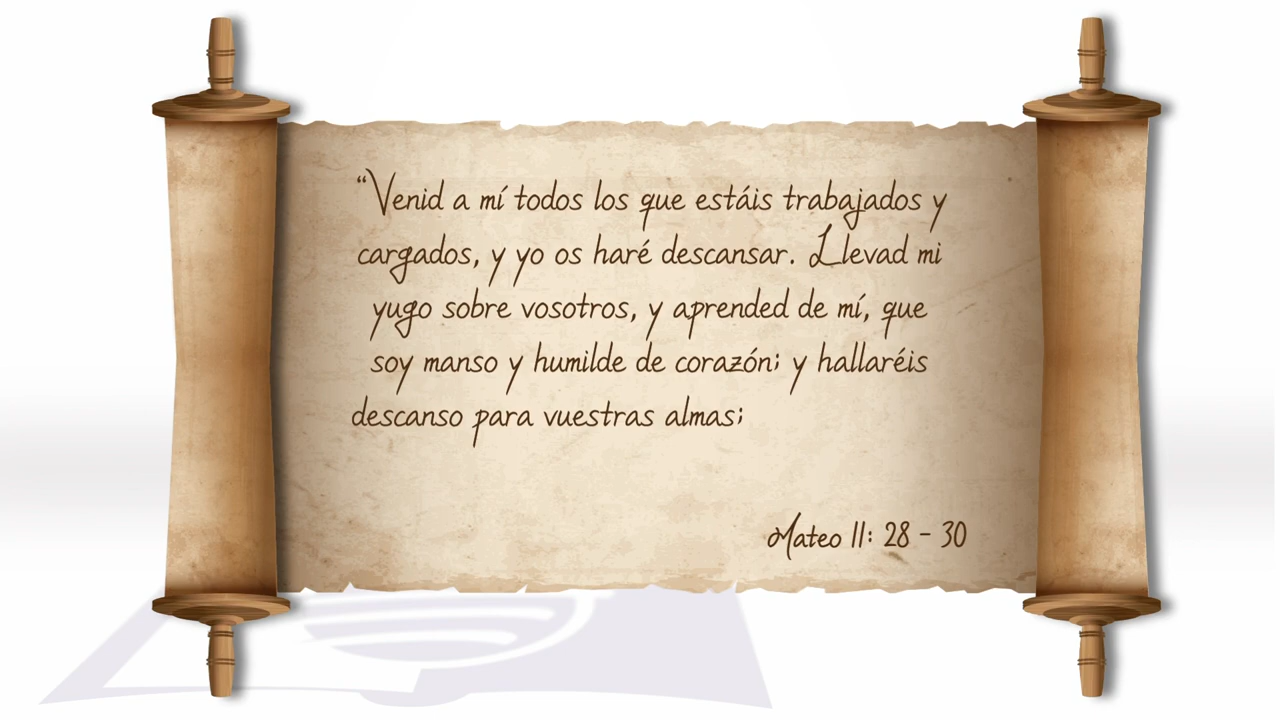 “Venid a mí todos los que estáis trabajados y
cargados, y yo os haré descansar. Llevad mi
yugo sobre vosotros, y aprended de mí, que
soy manso y humilde de corazón; y hallaréis
descanso para vuestras almas;
Mateo 11: 28 - 30